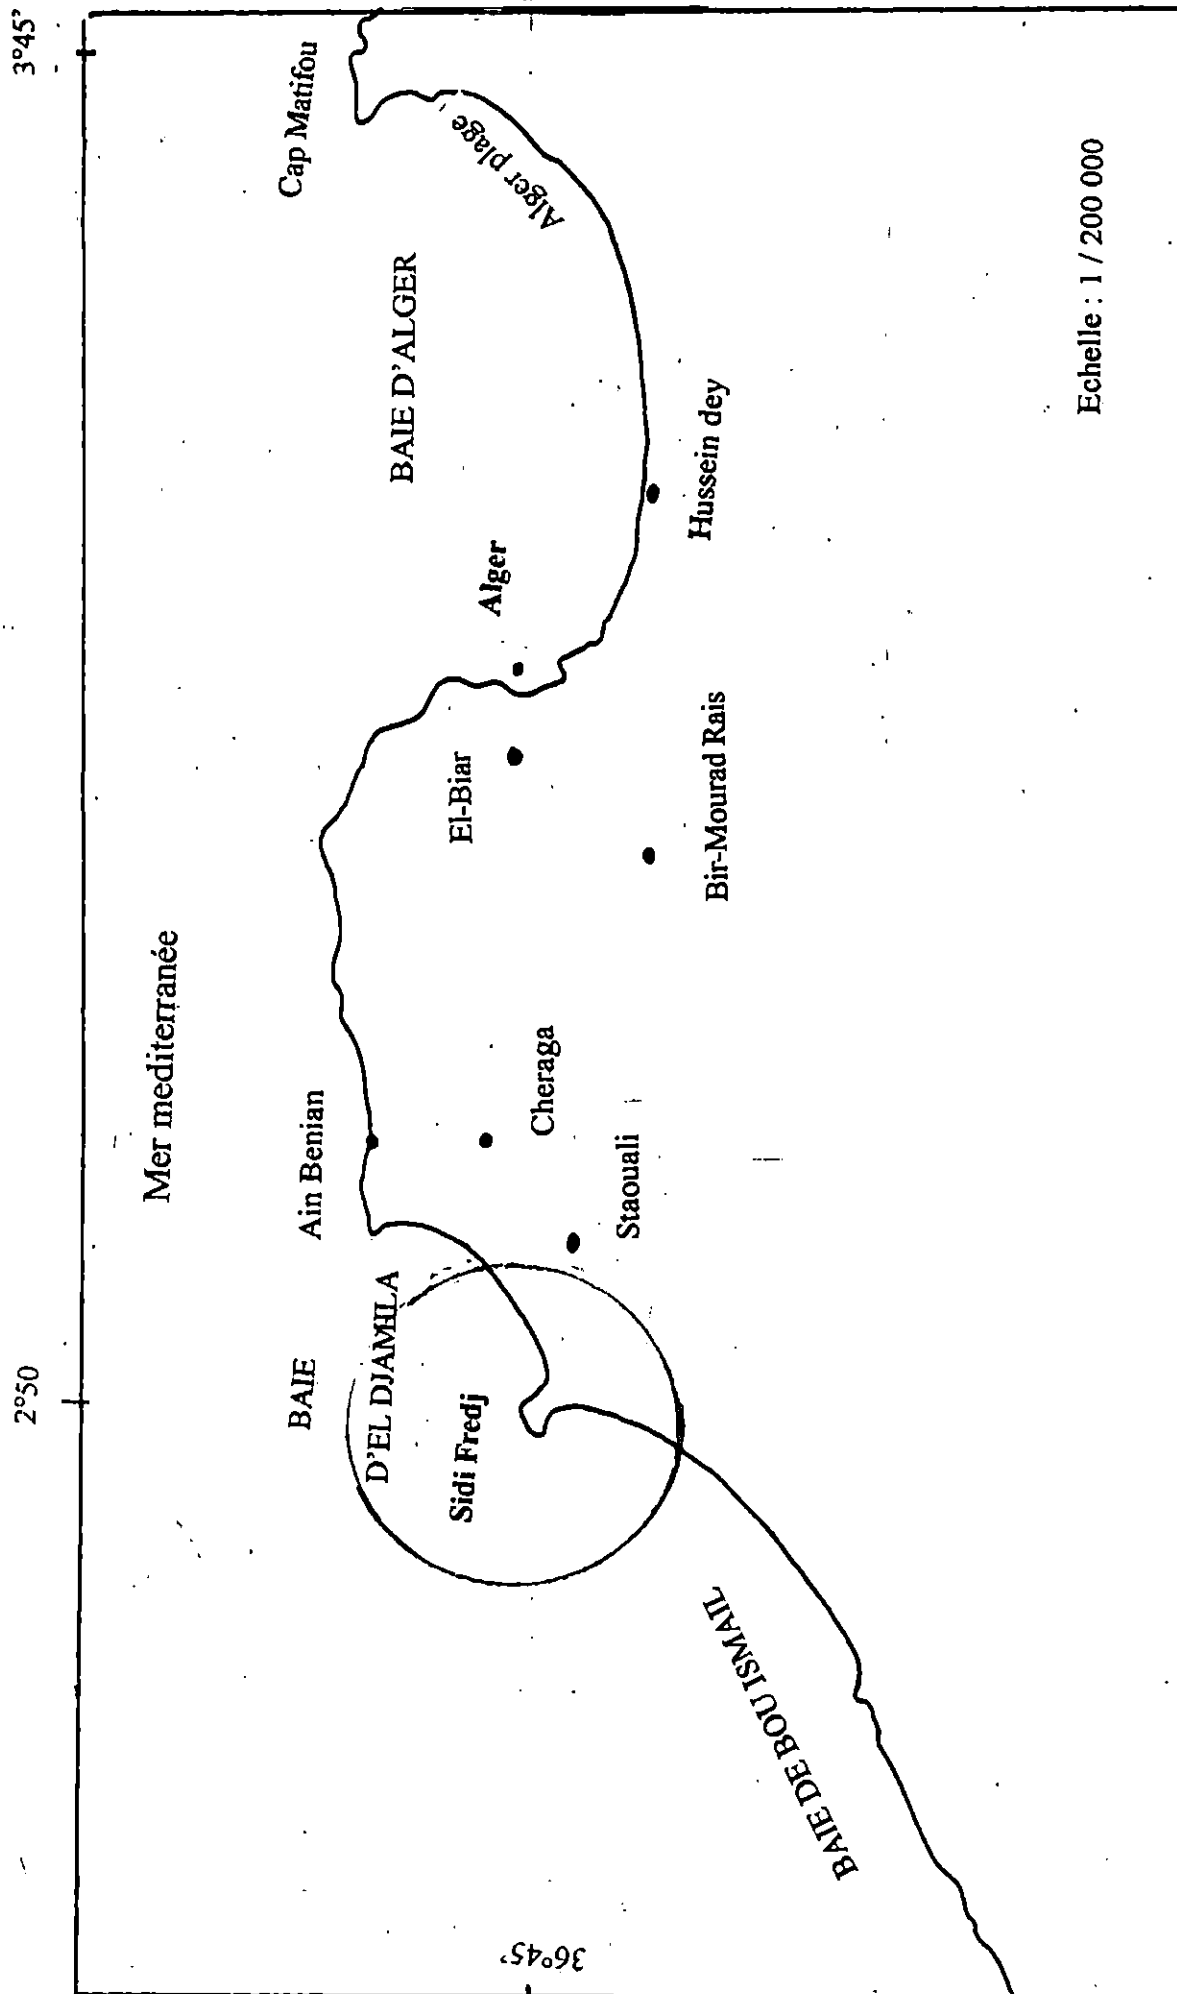 2°50
3°45'
Mer mediterranée
Cap Matifou
Ain Benian
BAIE
D'EL DJAMILA
BAIE D'ALGER
Alger plage
Sidi Fredj
El-Biar
Alger
36°45'
Cheraga
Staouali
Bir-Mourad Rais
Hussein dey
BAIE DE BOU ISMAIL
Echelle : 1 / 200 000